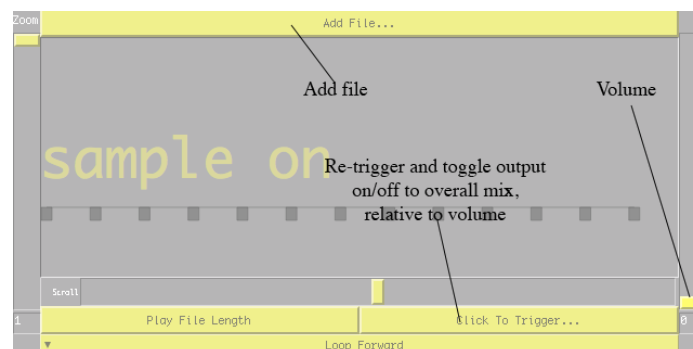 Zoom
Add File...
Add file
Volume
sample on
Re-trigger and toggle output
on/off to overall mix,
relative to volume
Scroll
1
Play File Length
Click To Trigger...
0
Loop Forward